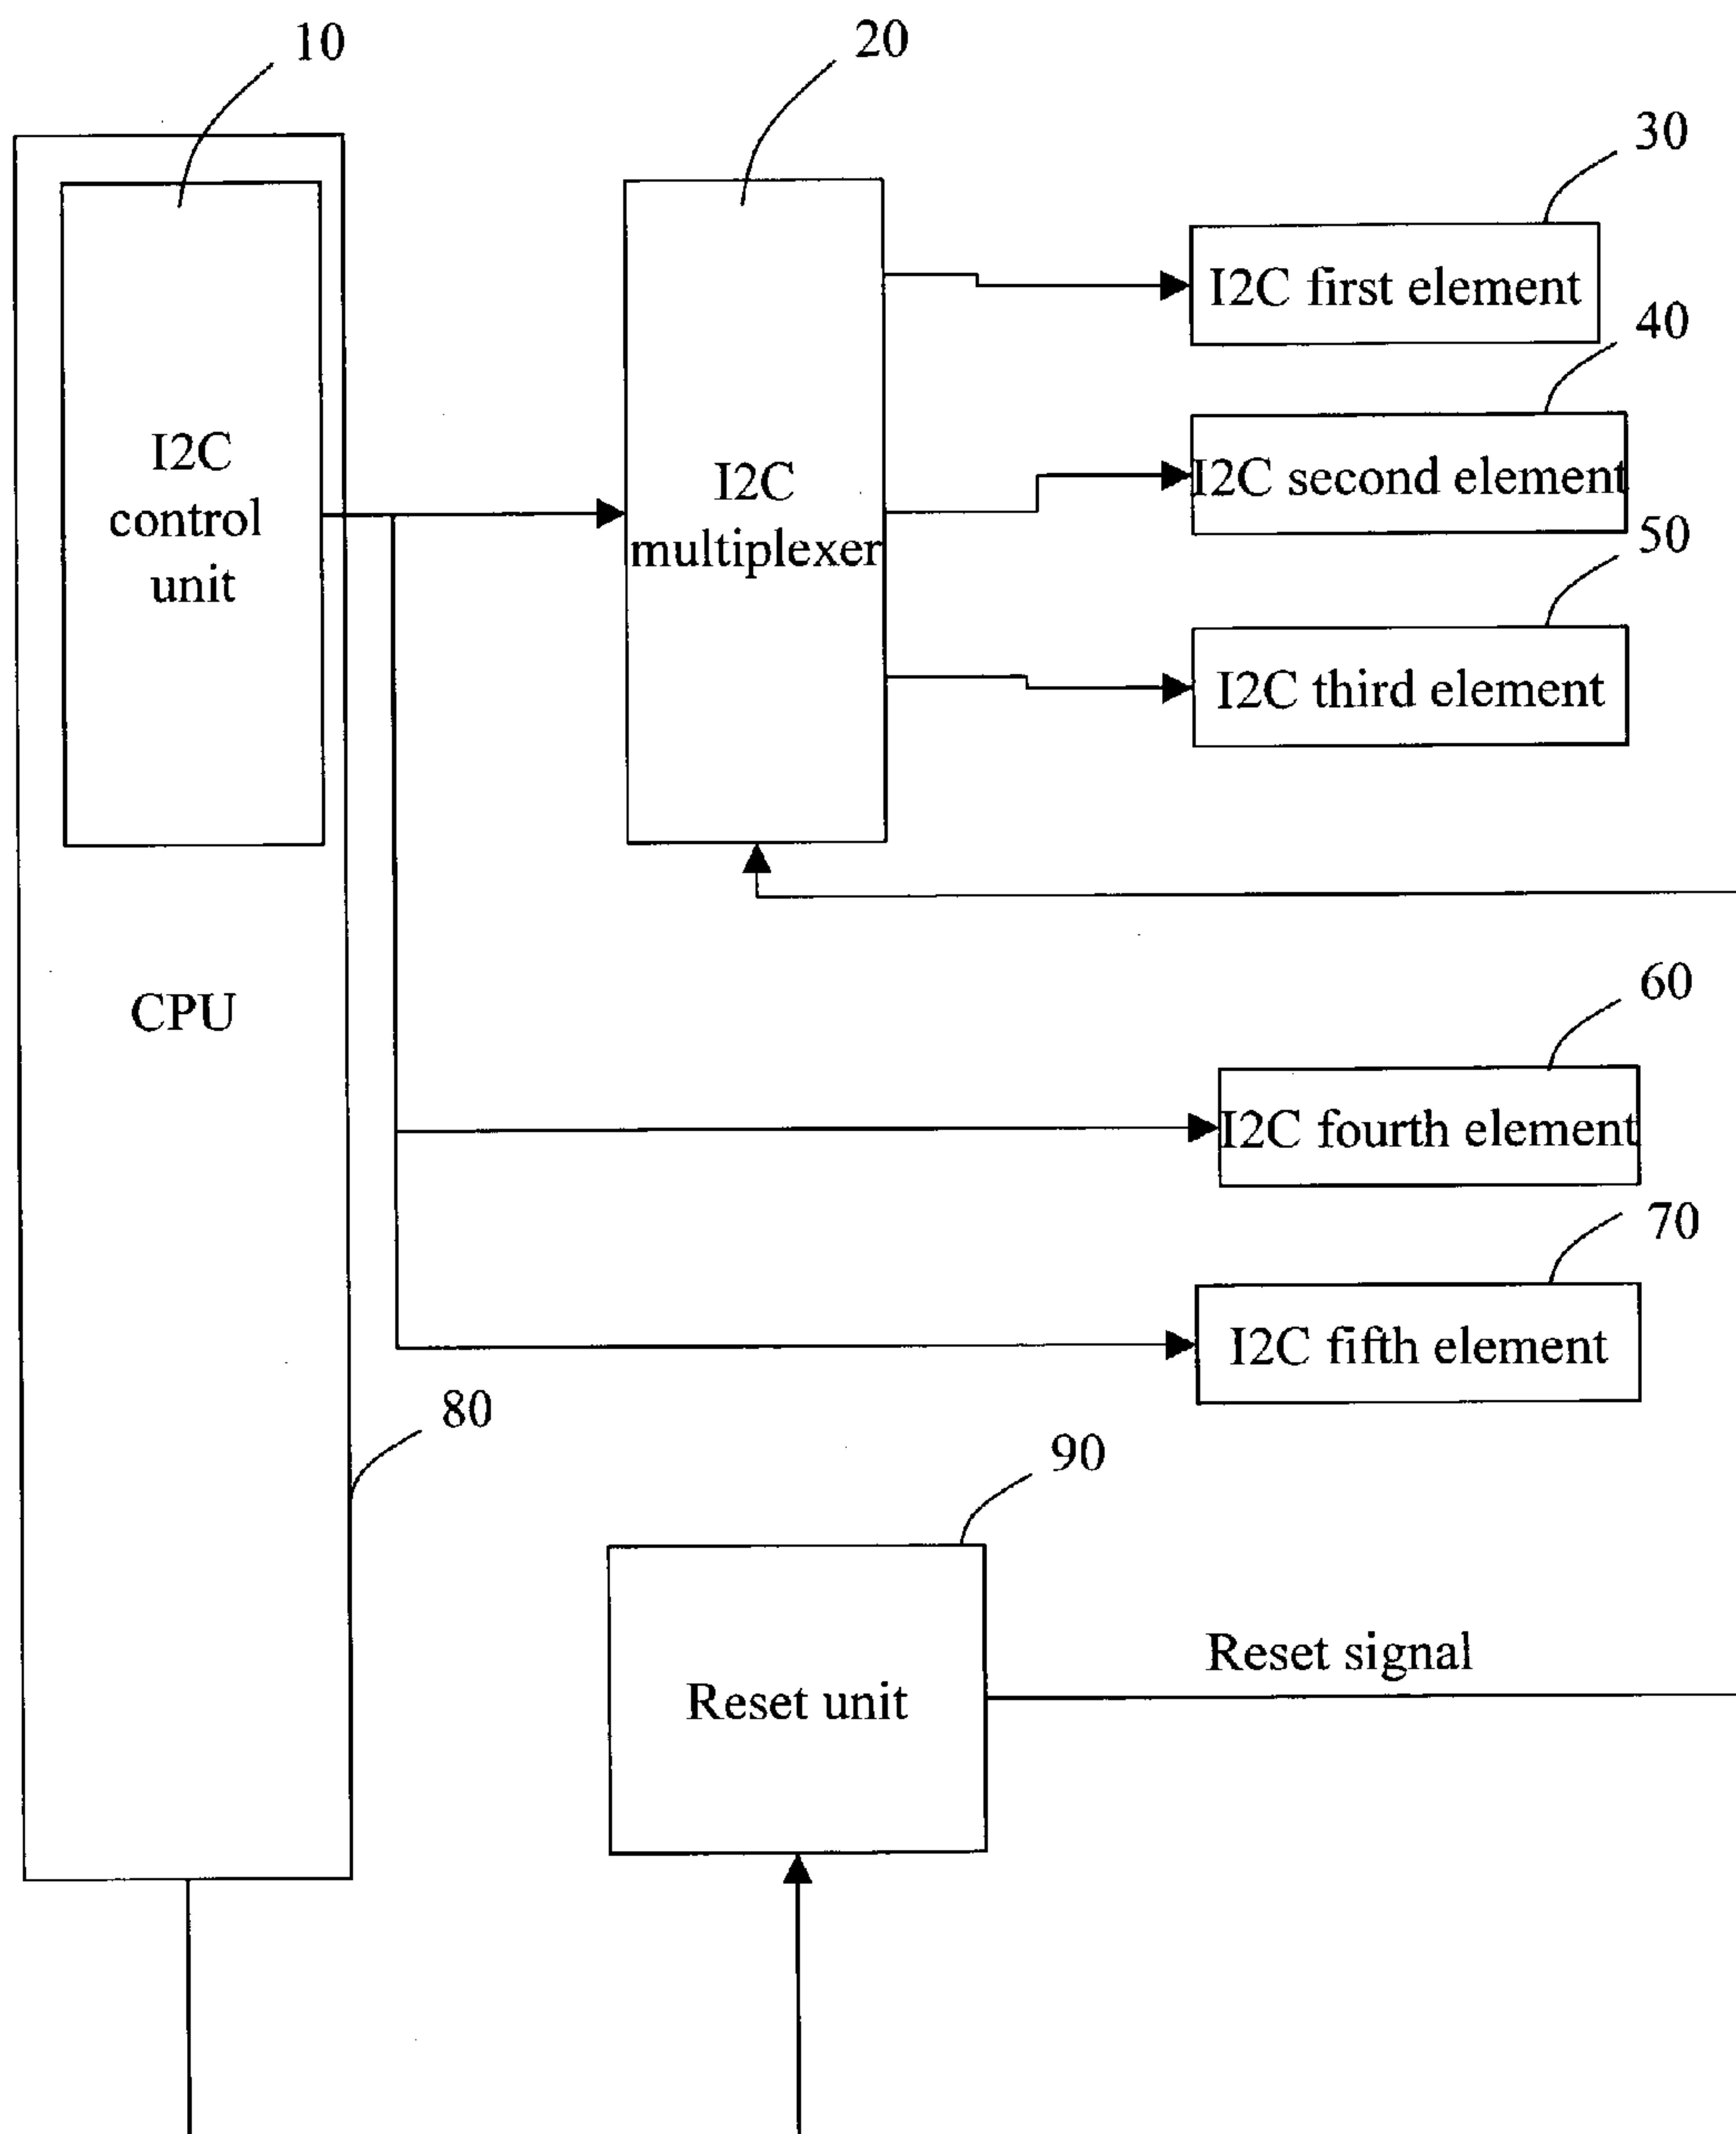 10
20
30
I2C first element
40
I2C second element
50
I2C third element
I2C
control
unit
I2C
multiplexer
CPU
60
I2C fourth element
70
I2C fifth element
80
90
Reset signal
Reset unit